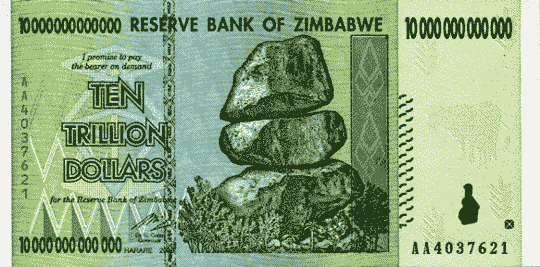 10000000000000
RESERVE BANK OF ZIMBABWE
10 000 000 000 000
I promise to pay
the bearer on demand
TEN
TRILLION
DOLLARS
for the Reserve Bank of Zimbabwe
AA4037621
10 000 000 000 000
HARARE
AA4037621